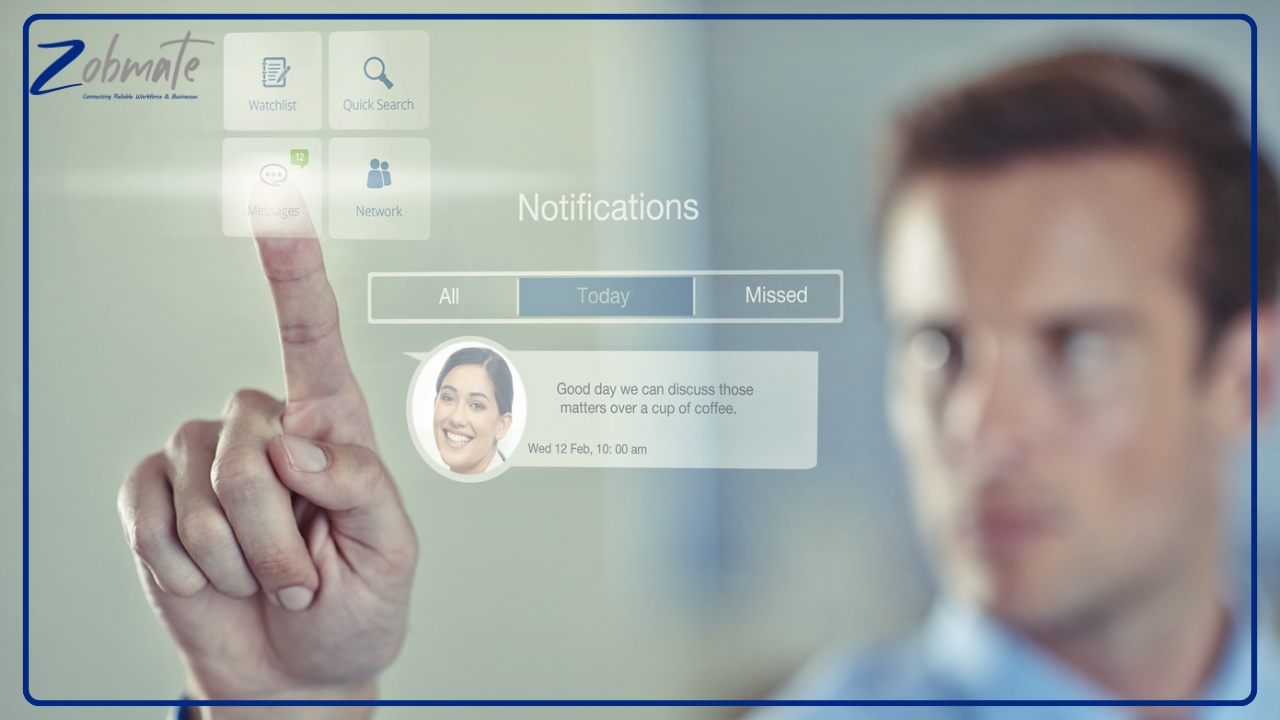 Zobmate
Connecting Reliable Workforce & Businesses
Watchlist
Quick Search
12
Messages
Network
Notifications
All
Today
Missed
Good day we can discuss those
matters over a cup of coffee.
Wed 12 Feb, 10: 00 am